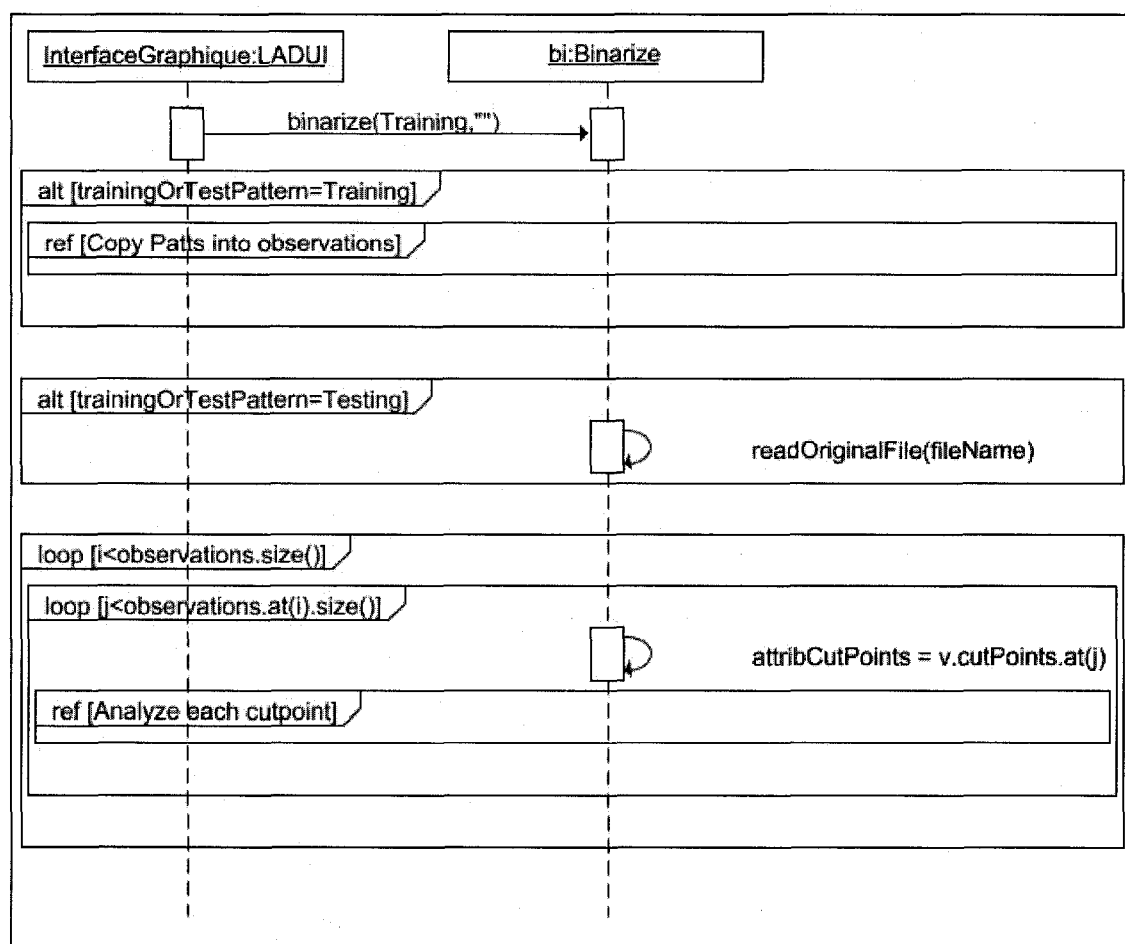 InterfaceGraphique:LADUI
bi:Binarize
binarize(Training,"")
alt [trainingOrTestPattern=Training]
ref [Copy Patts into observations]
alt [trainingOrTestPattern=Testing]
readOriginalFile(fileName)
loop [i<observations.size()]
loop [j<observations.at(i).size()]
attribCutPoints = v.cutPoints.at(j)
ref [Analyze each cutpoint]